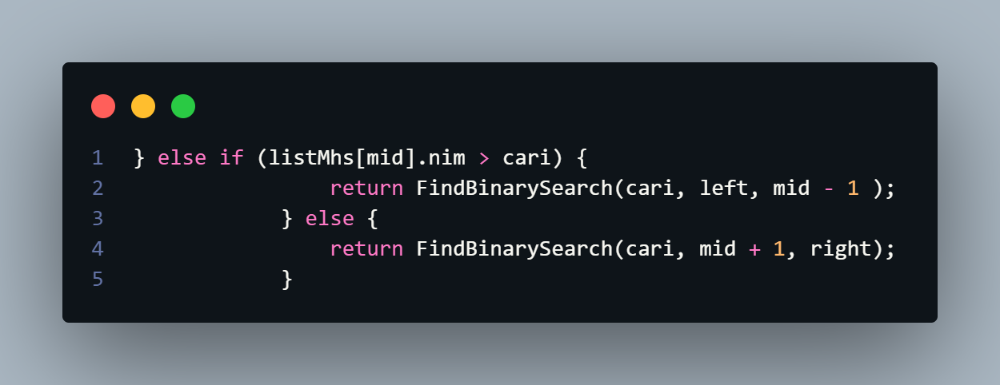 1 } else if (listMhs[mid].nim > cari) {
2 return FindBinarySearch(cari, left, mid - 1 );
3 } else {
4 return FindBinarySearch(cari, mid + 1, right);
5 }